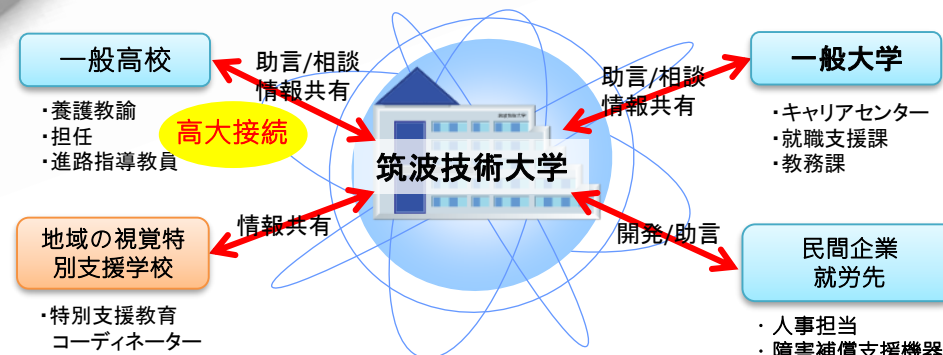 一般高校
・養護教諭
・担任
・進路指導教員
助言/相談
情報共有
高大接続
地域の視覚特
別支援学校
・特別支援教育
コーディネーター
情報共有
筑波技術大学
助言/相談
情報共有
一般大学
・キャリアセンター
・就職支援課
・教務課
開発/助言
民間企業
就労先
・人事担当
・障害補償支援機器